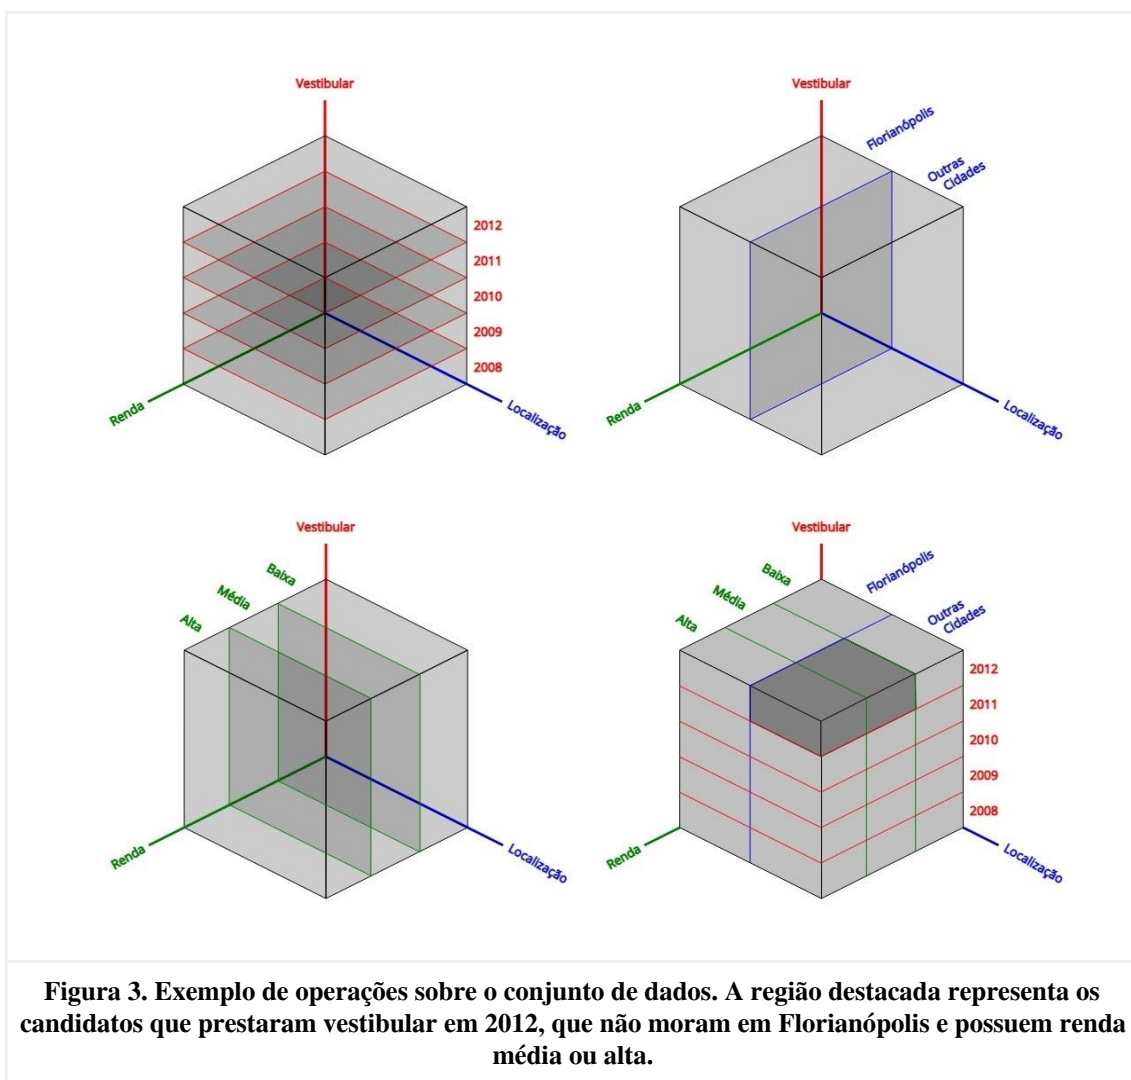 Vestibular
2012
2011
2010
2009
2008
Renda
Localização
Vestibular
Florianópolis
Outras
Cidades
Renda
Localização
Vestibular
Baixa
Média
Alta
Renda
Localização
Vestibular
Baixa
Média
Alta
Florianópolis
Outras
Cidades
2012
2011
2010
2009
2008
Renda
Localização
Figura 3. Exemplo de operações sobre o conjunto de dados. A região destacada representa os
candidatos que prestaram vestibular em 2012, que não moram em Florianópolis e possuem renda
média ou alta.